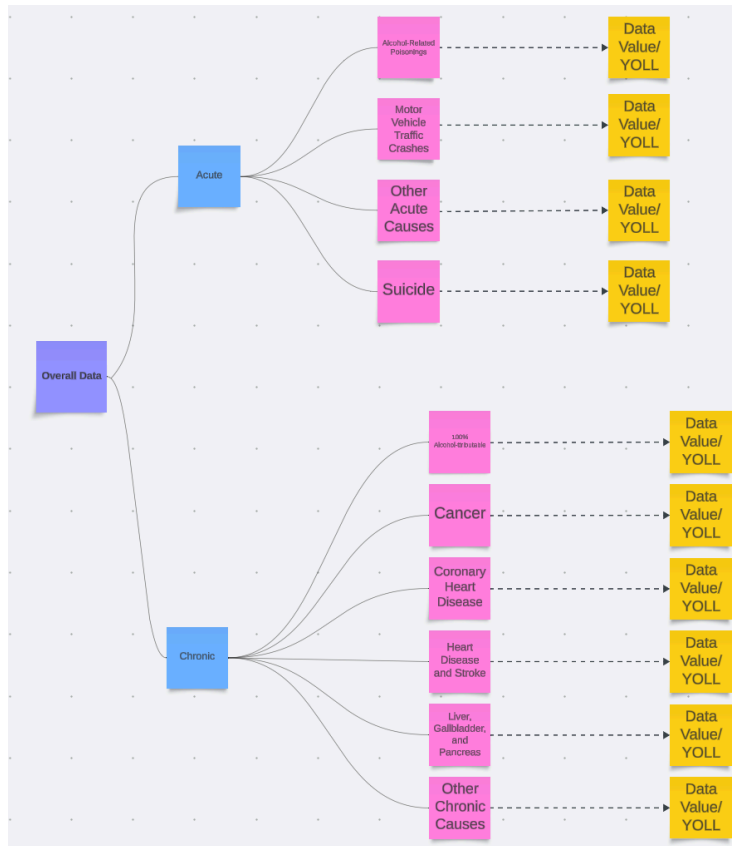 Alcohol-Related
Poisonings
Data
Value/
YOLL
Motor
Vehicle
Traffic
Crashes
Data
Value/
YOLL
Acute
Other
Acute
Causes
Data
Value/
YOLL
Suicide
Data
Value/
YOLL
Overall Data
100%
Alcohol-ttributable
Data
Value/
YOLL
Cancer
Data
Value/
YOLL
Coronary
Heart
Disease
Data
Value/
YOLL
Chronic
Heart
Disease
and Stroke
Data
Value/
YOLL
Liver,
Gallbladder,
and
Pancreas
Data
Value/
YOLL
Other
Chronic
Causes
Data
Value/
YOLL